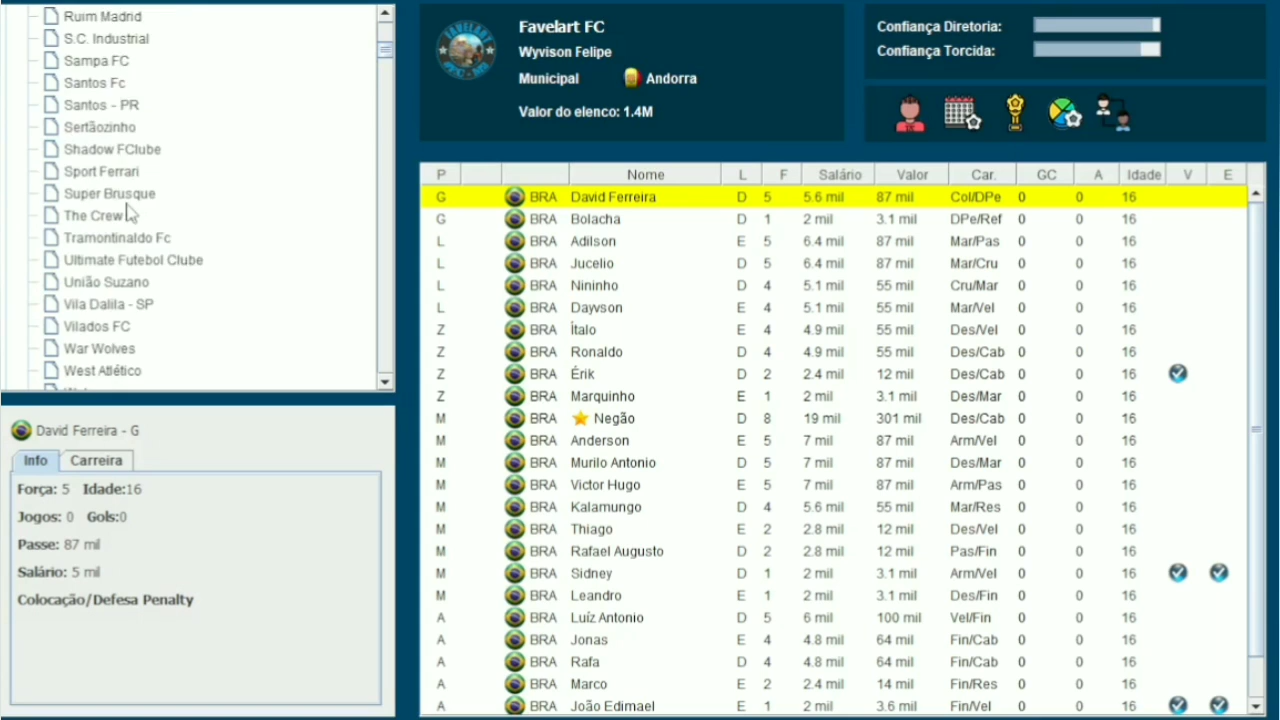 Ruim Madrid
S.C. Industrial
Sampa FC
Santos Fc
Santos - PR
Sertãozinho
Shadow FClube
Sport Ferrari
Super Brusque
The Crew
Tramontinaldo Fc
Ultimate Futebol Clube
União Suzano
Vila Dalila - SP
Vilados FC
War Wolves
West Atlético
David Ferreira - G
Info Carreira
Força: 5 Idade:16
Jogos: 0 Gols:0
Passe: 87 mil
Salário: 5 mil
Colocação/Defesa Penalty
Favelart FC
Wyvison Felipe
Municipal Andorra
Valor do elenco: 1.4M
Confiança Diretoria:
Confiança Torcida:
P Nome L F Salário Valor Car. GC A Idade V E
G BRA David Ferreira D 5 5.6 mil 87 mil Col/DPe 0 0 16
G BRA Bolacha D 1 2 mil 3.1 mil DPe/Ref 0 0 16
L BRA Adilson E 5 6.4 mil 87 mil Mar/Pas 0 0 16
L BRA Jucelio D 5 6.4 mil 87 mil Mar/Cru 0 0 16
L BRA Nininho D 4 5.1 mil 55 mil Cru/Mar 0 0 16
L BRA Dayvson E 4 5.1 mil 55 mil Mar/Vel 0 0 16
Z BRA Ítalo E 4 4.9 mil 55 mil Des/Vel 0 0 16
Z BRA Ronaldo D 4 4.9 mil 55 mil Des/Cab 0 0 16
Z BRA Érik D 2 2.4 mil 12 mil Des/Cab 0 0 16
Z BRA Marquinho E 1 2 mil 3.1 mil Des/Mar 0 0 16
M BRA Negão D 8 19 mil 301 mil Des/Cab 0 0 16
M BRA Anderson E 5 7 mil 87 mil Arm/Vel 0 0 16
M BRA Murilo Antonio D 5 7 mil 87 mil Des/Mar 0 0 16
M BRA Victor Hugo E 5 7 mil 87 mil Arm/Pas 0 0 16
M BRA Kalamungo D 4 5.6 mil 55 mil Mar/Res 0 0 16
M BRA Thiago E 2 2.8 mil 12 mil Des/Vel 0 0 16
M BRA Rafael Augusto D 2 2.8 mil 12 mil Pas/Fin 0 0 16
M BRA Sidney D 1 2 mil 3.1 mil Arm/Vel 0 0 16
M BRA Leandro E 1 2 mil 3.1 mil Des/Fin 0 0 16
A BRA Luíz Antonio D 5 6 mil 100 mil Vel/Fin 0 0 16
A BRA Jonas E 4 4.8 mil 64 mil Fin/Cab 0 0 16
A BRA Rafa D 4 4.8 mil 64 mil Fin/Cab 0 0 16
A BRA Marco E 2 2.4 mil 14 mil Fin/Res 0 0 16
A BRA João Edimael E 1 2 mil 3.6 mil Fin/Vel 0 0 16